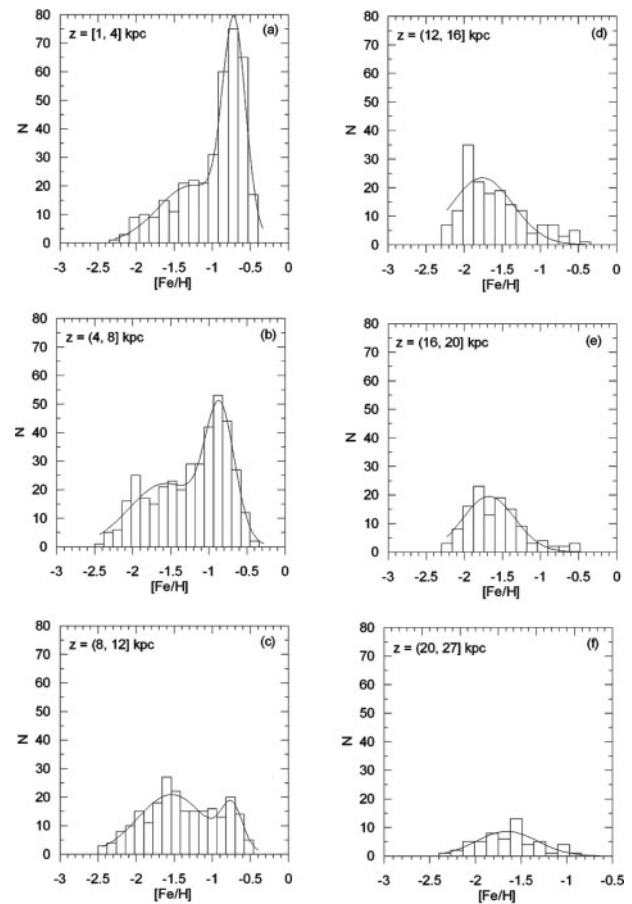 z = [1, 4] kpc (a)
80
70
60
50
40
30
20
10
0
N
-3 -2.5 -2 -1.5 -1 -0.5 0
[Fe/H]
z = (12, 16] kpc (d)
80
70
60
50
40
30
20
10
0
N
-3 -2.5 -2 -1.5 -1 -0.5 0
[Fe/H]
z = (4, 8] kpc (b)
80
70
60
50
40
30
20
10
0
N
-3 -2.5 -2 -1.5 -1 -0.5 0
[Fe/H]
z = (16, 20] kpc (e)
80
70
60
50
40
30
20
10
0
N
-3 -2.5 -2 -1.5 -1 -0.5 0
[Fe/H]
z = (8, 12] kpc (c)
80
70
60
50
40
30
20
10
0
N
-3 -2.5 -2 -1.5 -1 -0.5 0
[Fe/H]
z = (20, 27] kpc (f)
80
70
60
50
40
30
20
10
0
N
-3 -2.5 -2 -1.5 -1 -0.5
[Fe/H]